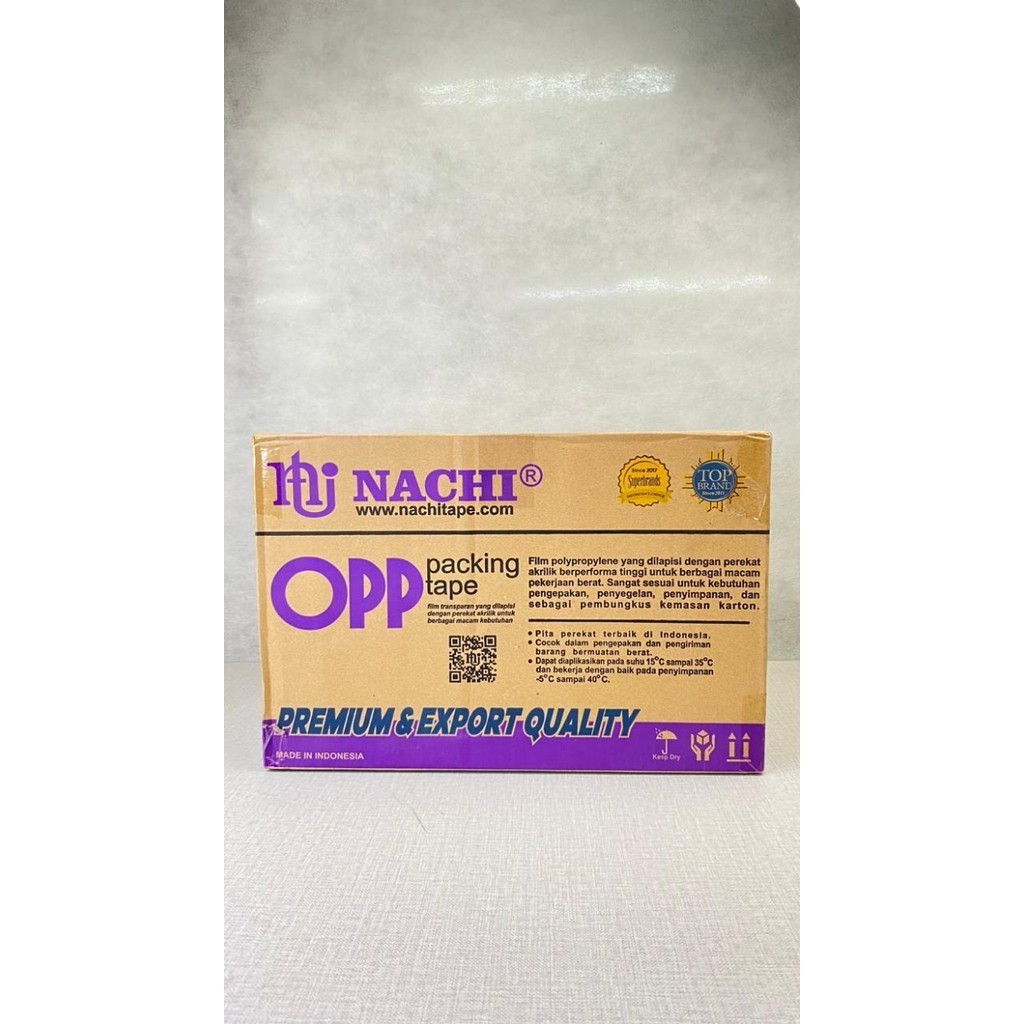 NACHI®
www.nachitape.com
Since 2017
Superbrands
TOP
BRAND
Since 2017
OPP
packing
tape
film transparan yang dilapisi
dengan perekat akrilik untuk
berbagai macam kebutuhan
Film polypropylene yang dilapisi dengan perekat
akrilik berperforma tinggi untuk berbagai macam
pekerjaan berat. Sangat sesuai untuk kebutuhan
pengepakan, penyegelan, penyimpanan, dan
sebagai pembungkus kemasan karton.
• Pita perekat terbaik di Indonesia.
• Cocok dalam pengepakan dan pengiriman
barang bermuatan berat.
• Dapat diaplikasikan pada suhu 15°C sampai 35°C
dan bekerja dengan baik pada penyimpanan
-5°C sampai 40°C.
PREMIUM & EXPORT QUALITY
MADE IN INDONESIA
Keep Dry